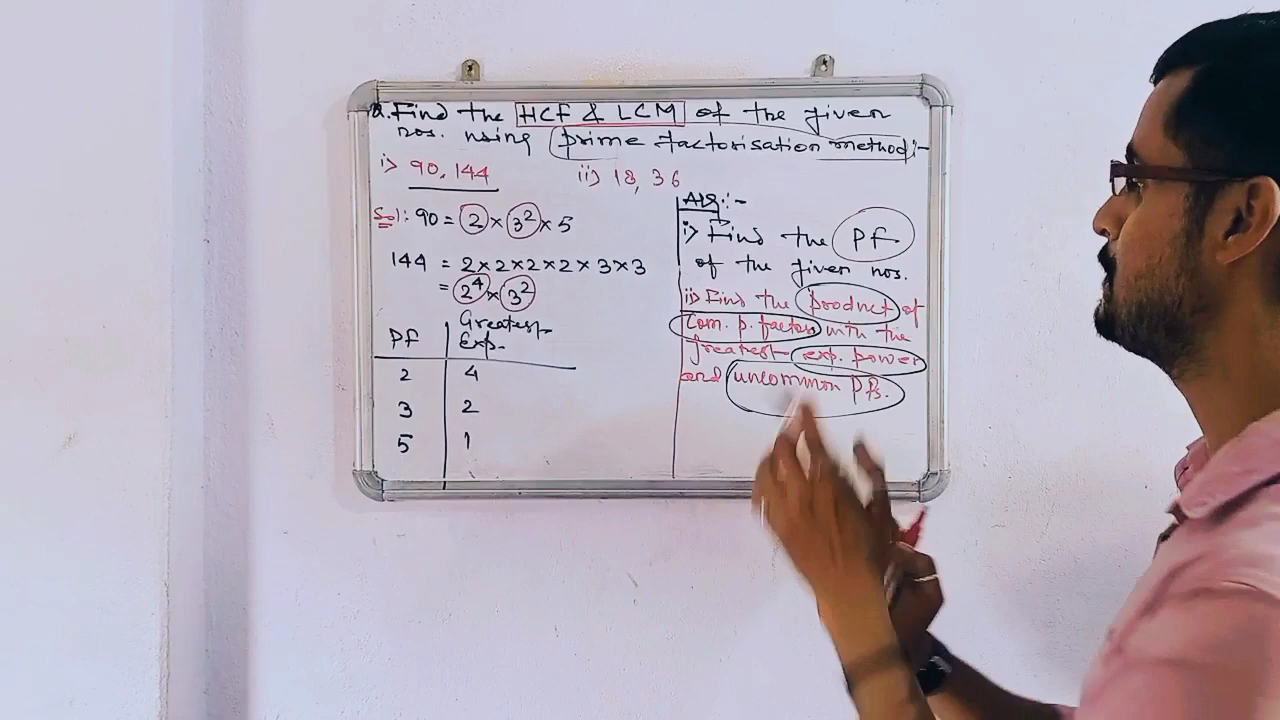 Q. Find the HCF & LCM of the given
nos. using prime factorisation method:-
i) 90, 144
ii) 18, 36
Sol: 90 = 2 × 3² × 5
144 = 2×2×2×2×3×3
= 2⁴ × 3²
PF Greatest Exp.
2 4
3 2
5 1
i) Find the PF
of the given nos.
ii) Find the product of
Com. p. factors with the
greatest exp. power
and uncommon Pfs.